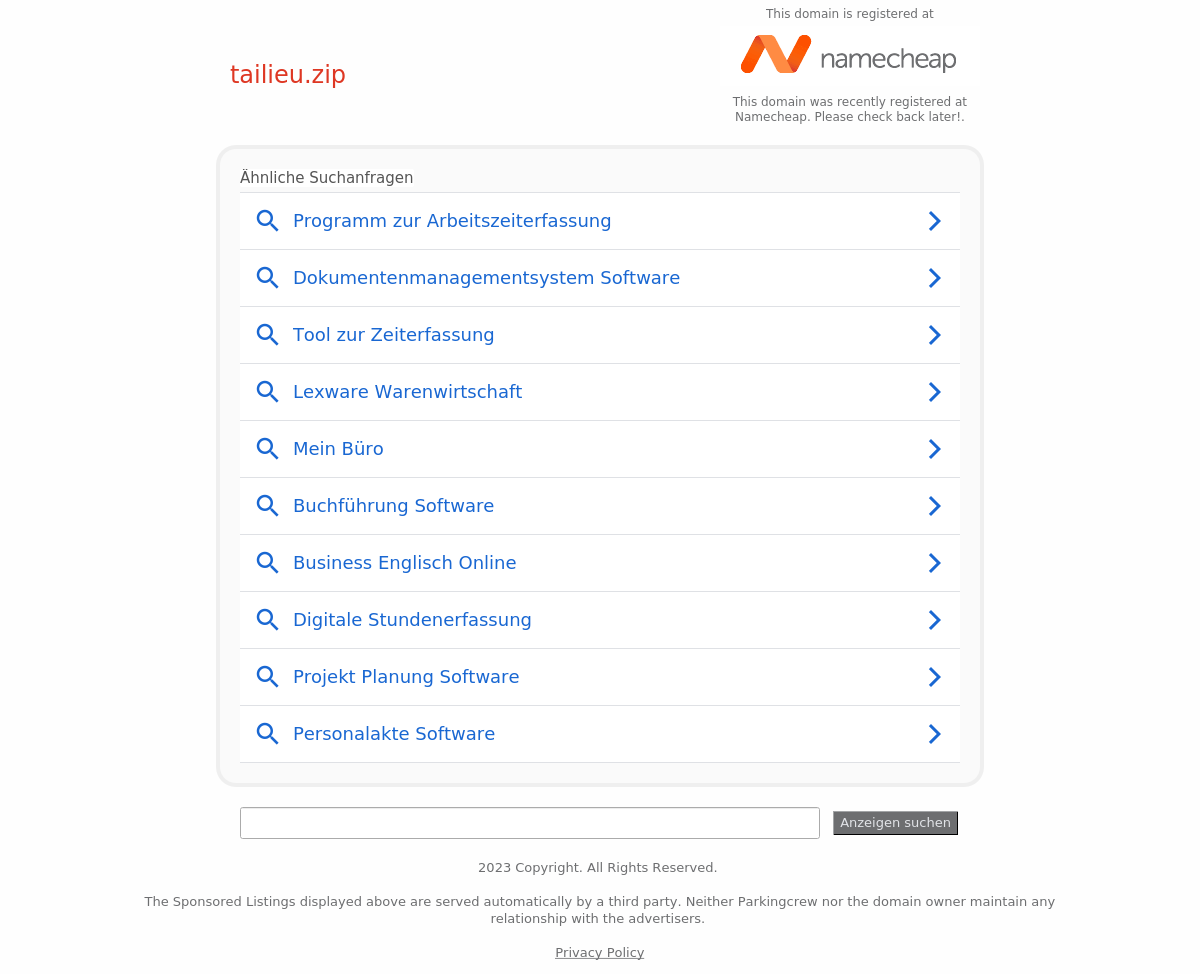 This domain is registered at
namecheap
tailieu.zip
This domain was recently registered at
Namecheap. Please check back later!.
Ähnliche Suchanfragen
Programm zur Arbeitszeiterfassung
Dokumentenmanagementsystem Software
Tool zur Zeiterfassung
Lexware Warenwirtschaft
Mein Büro
Buchführung Software
Business Englisch Online
Digitale Stundenerfassung
Projekt Planung Software
Personalakte Software
Anzeigen suchen
2023 Copyright. All Rights Reserved.
The Sponsored Listings displayed above are served automatically by a third party. Neither Parkingcrew nor the domain owner maintain any
relationship with the advertisers.
Privacy Policy